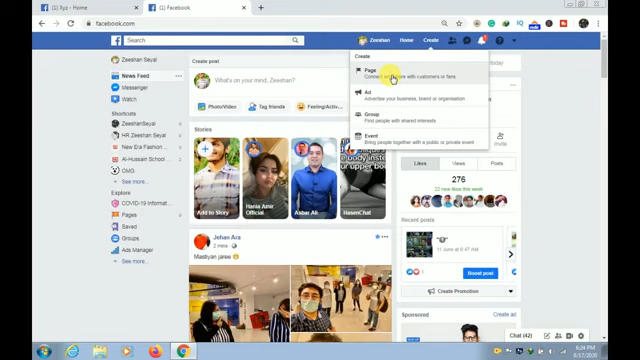 (1) Xyz - Home
(1) Facebook
facebook.com
Search
Zeeshan
Home
Create
Create
Page
Connect and share with customers or fans
Ad
Advertise your business, brand or organisation
Group
Find people with shared interests
Event
Bring people together with a public or private event
Zeeshan Seyal
News Feed
Messenger
Watch
Shortcuts
ZeeshanSeyal
HR.Zeeshan Seyal
New Era Fashion ...
Al-Hussain School ...
OMG
See more...
Explore
COVID-19 Informat...
Pages
Saved
Groups
Ads Manager
See more...
Create post
What's on your mind, Zeeshan?
Photo/Video
Tag friends
Feeling/Activ...
Stories
Add to Story
Hania Amir
Official
Asbar Ali
HasemChat
Jehan Ara
2 mins
Mastiyan jaree
today
Invite
Likes
Views
Posts
276
22 new likes this week
Recent posts
11 June at 6:47 AM
1
Boost post
Create Promotion
Sponsored
Create ad
Chat (42)
6:24 PM
6/17/2020